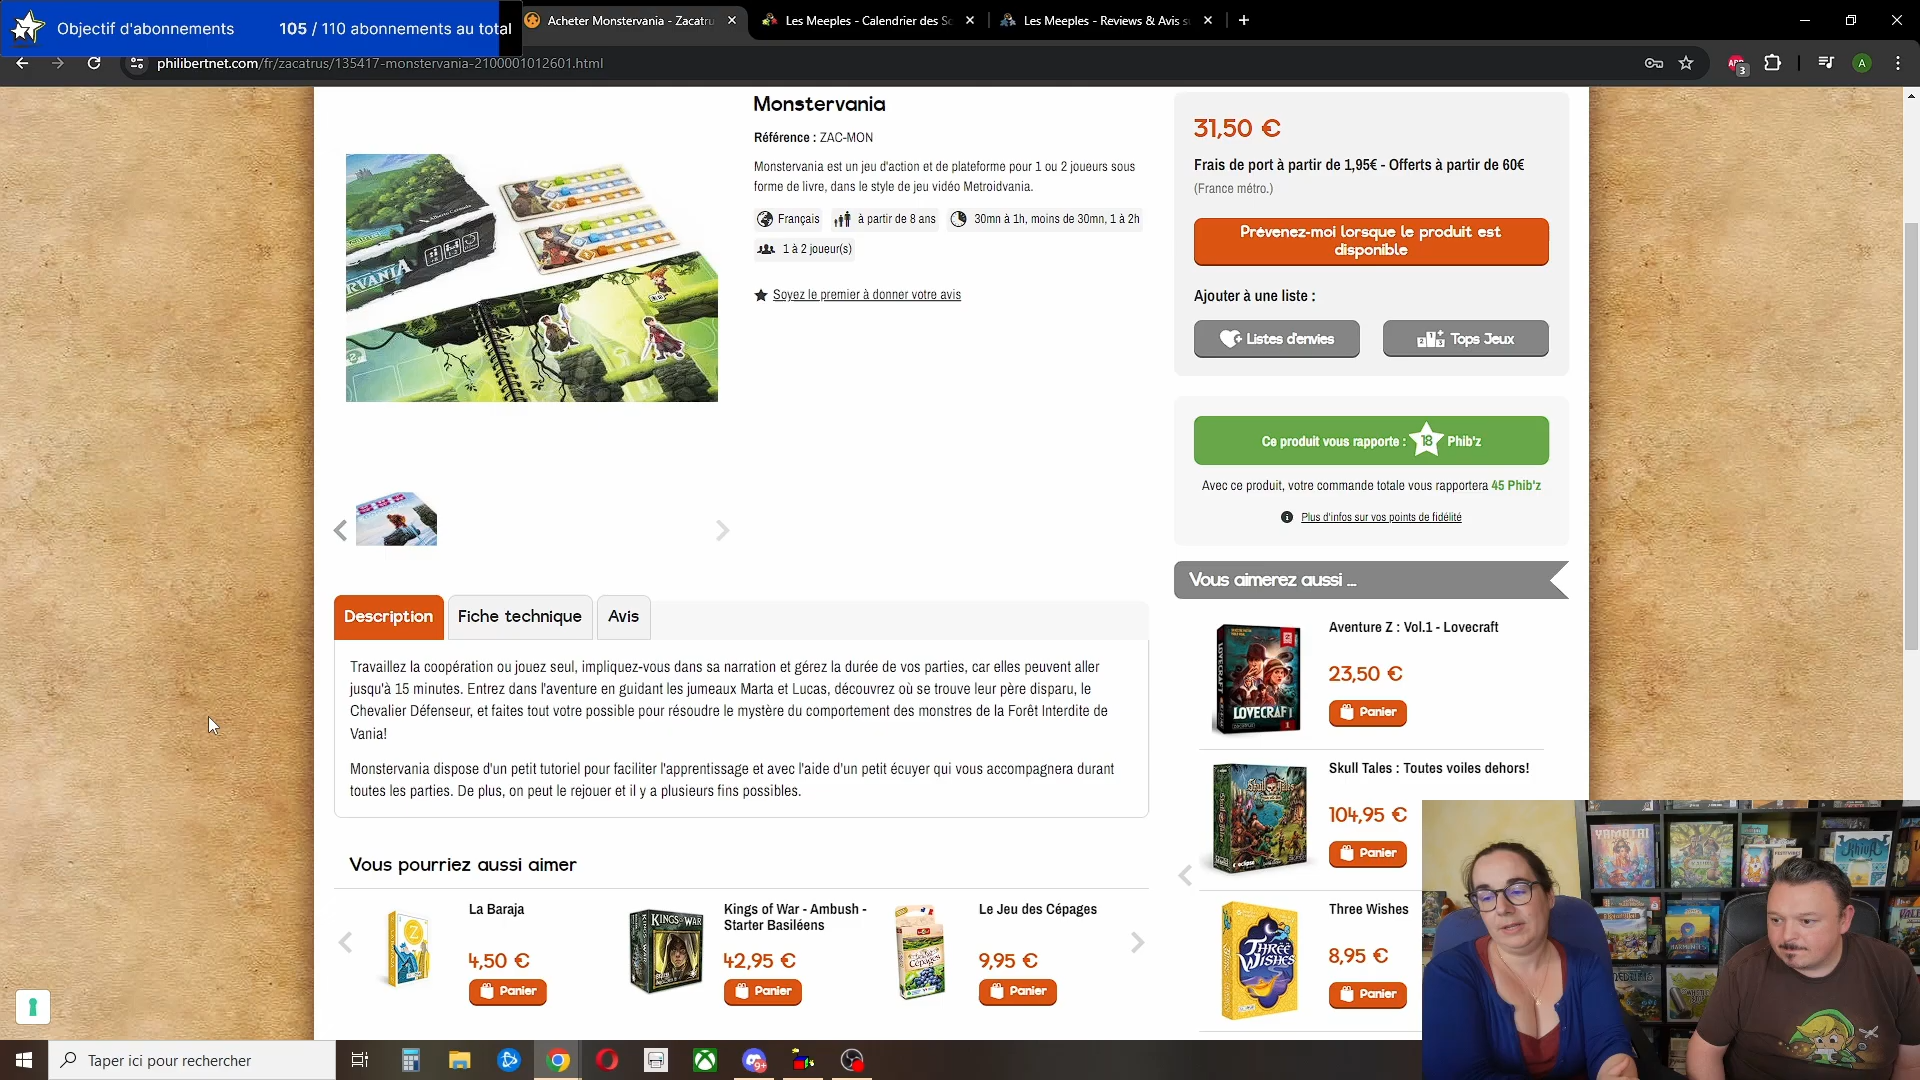 Objectif d'abonnements 105 / 110 abonnements au total
Acheter Monstervania - Zacatru
Les Meeples - Calendrier des So
Les Meeples - Reviews & Avis su
philibertnet.com/fr/zacatrus/135417-monstervania-2100001012601.html
3
A
Monstervania
Référence : ZAC-MON
Monstervania est un jeu d'action et de plateforme pour 1 ou 2 joueurs sous
forme de livre, dans le style de jeu vidéo Metroidvania.
Français
à partir de 8 ans
30mn à 1h, moins de 30mn, 1 à 2h
1 à 2 joueur(s)
Soyez le premier à donner votre avis
RVANIA
31,50 €
Frais de port à partir de 1,95€ - Offerts à partir de 60€
(France métro.)
Prévenez-moi lorsque le produit est
disponible
Ajouter à une liste :
Listes d'envies
Tops Jeux
Ce produit vous rapporte : 18 Phib'z
Avec ce produit, votre commande totale vous rapportera 45 Phib'z
Plus d'infos sur vos points de fidélité
Description
Fiche technique
Avis
Travaillez la coopération ou jouez seul, impliquez-vous dans sa narration et gérez la durée de vos parties, car elles peuvent aller
jusqu'à 15 minutes. Entrez dans l'aventure en guidant les jumeaux Marta et Lucas, découvrez où se trouve leur père disparu, le
Chevalier Défenseur, et faites tout votre possible pour résoudre le mystère du comportement des monstres de la Forêt Interdite de
Vania!
Monstervania dispose d'un petit tutoriel pour faciliter l'apprentissage et avec l'aide d'un petit écuyer qui vous accompagnera durant
toutes les parties. De plus, on peut le rejouer et il y a plusieurs fins possibles.
Vous pourriez aussi aimer
La Baraja
4,50 €
Panier
KINGS OF WAR
Kings of War - Ambush -
Starter Basiléens
42,95 €
Panier
Le Jeu des Cépages
9,95 €
Panier
Vous aimerez aussi ...
LOVECRAFT
Aventure Z : Vol.1 - Lovecraft
23,50 €
Panier
Skull Tales
Skull Tales : Toutes voiles dehors!
104,95 €
Panier
THREE WISHES
Three Wishes
8,95 €
Panier
YAMATAI
Taper ici pour rechercher
9+